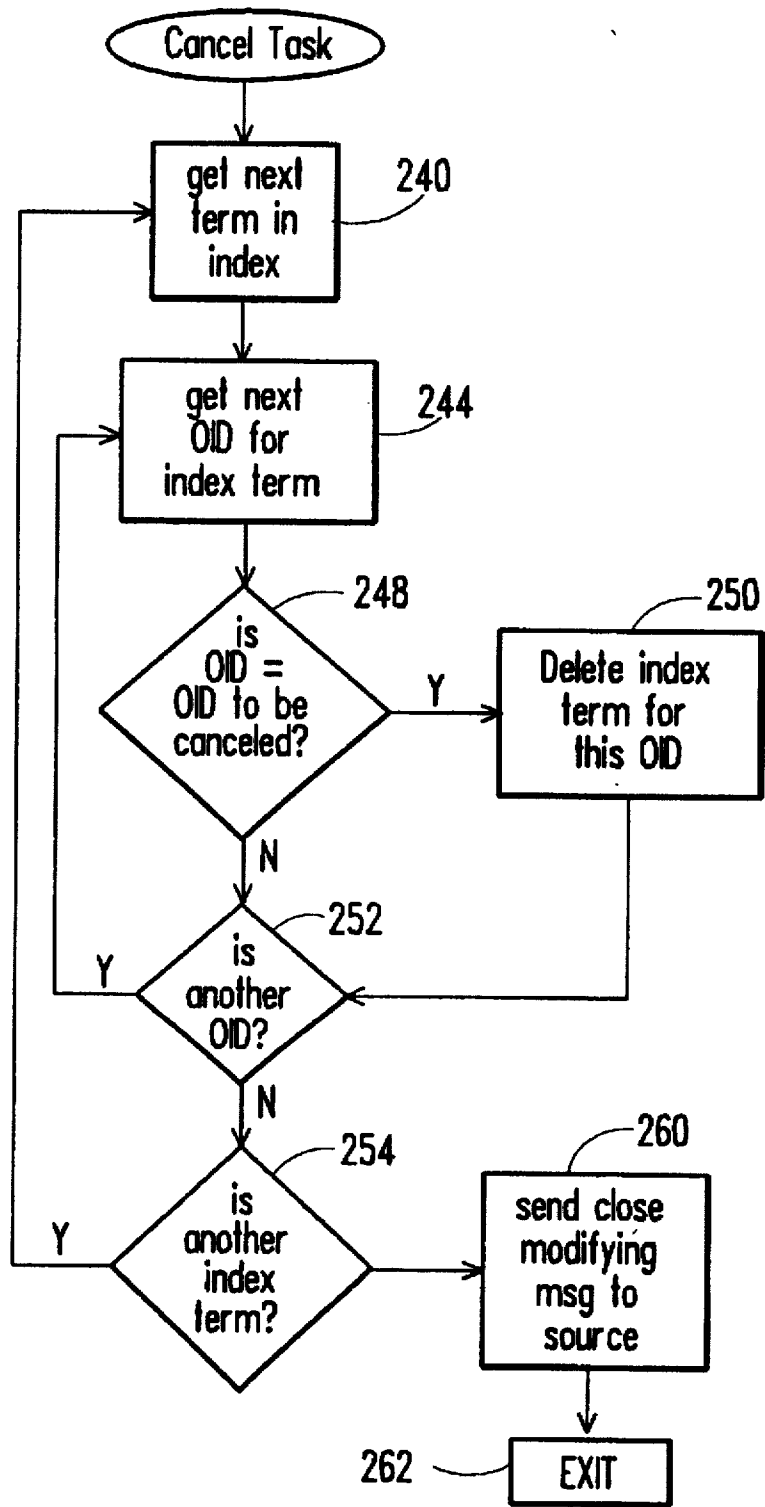 Cancel Task
get next
term in
index
240
get next
OID for
index term
244
248
is
OID =
OID to be
canceled?
Y
250
Delete index
term for
this OID
N
252
is
another
OID?
Y
N
254
is
another
index
term?
Y
260
send close
modifying
msg to
source
262
EXIT